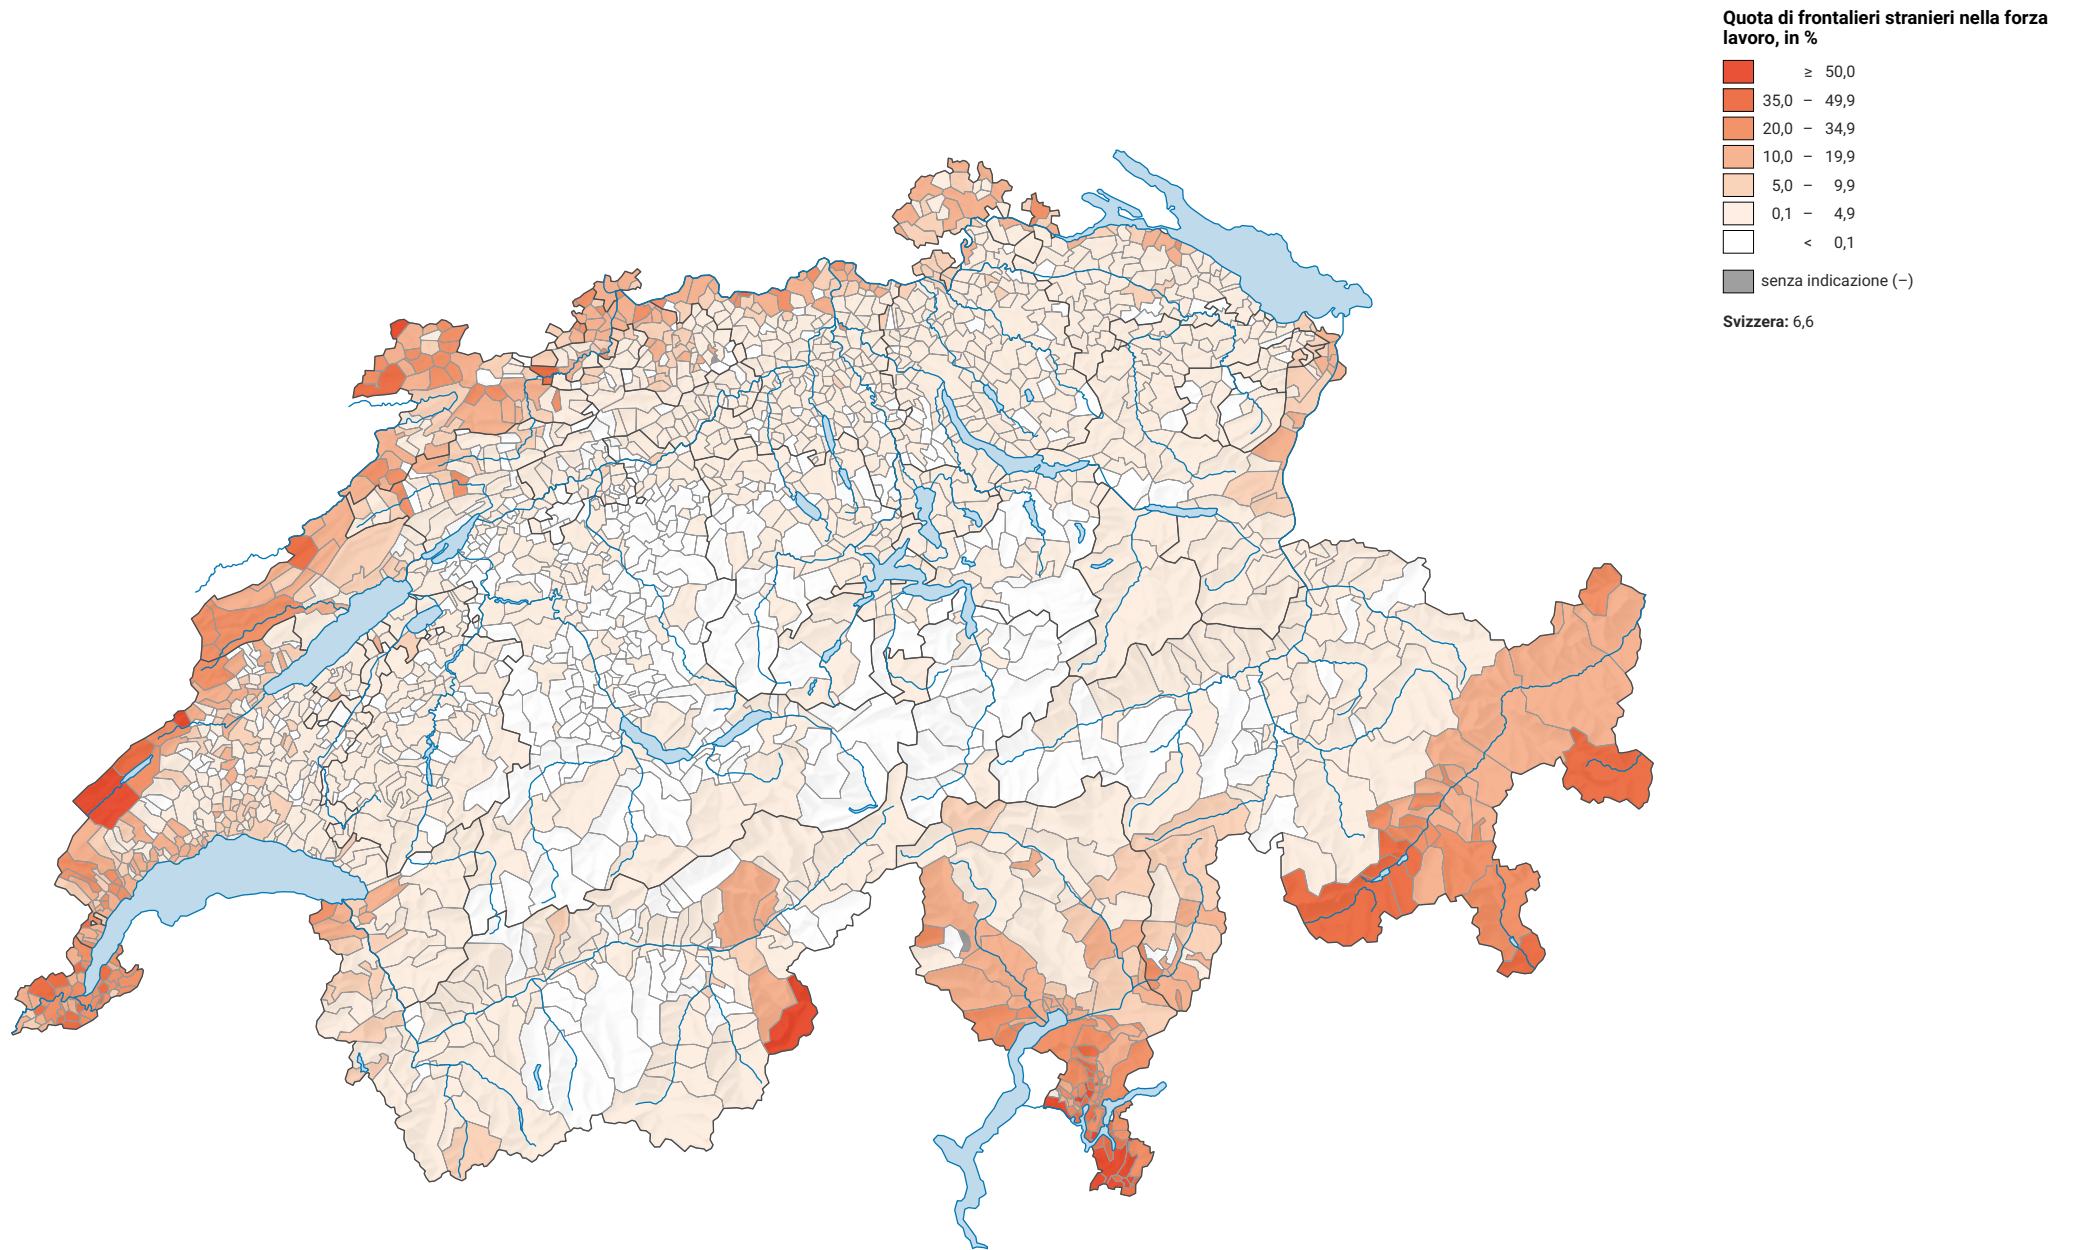 Quota di frontalieri stranieri nella forza
lavoro, in %
≥ 50,0
35,0 – 49,9
20,0 – 34,9
10,0 – 19,9
5,0 – 9,9
0,1 – 4,9
< 0,1
senza indicazione (–)
Svizzera: 6,6